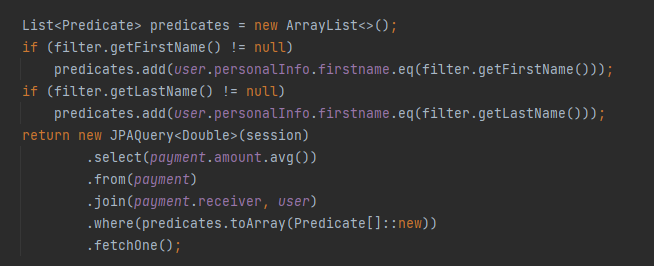 List<Predicate> predicates = new ArrayList<>();
if (filter.getFirstName() != null)
    predicates.add(user.personalInfo.firstname.eq(filter.getFirstName()));
if (filter.getLastName() != null)
    predicates.add(user.personalInfo.firstname.eq(filter.getLastName()));
return new JPAQuery<Double>(session)
        .select(payment.amount.avg())
        .from(payment)
        .join(payment.receiver, user)
        .where(predicates.toArray(Predicate[]::new))
        .fetchOne();